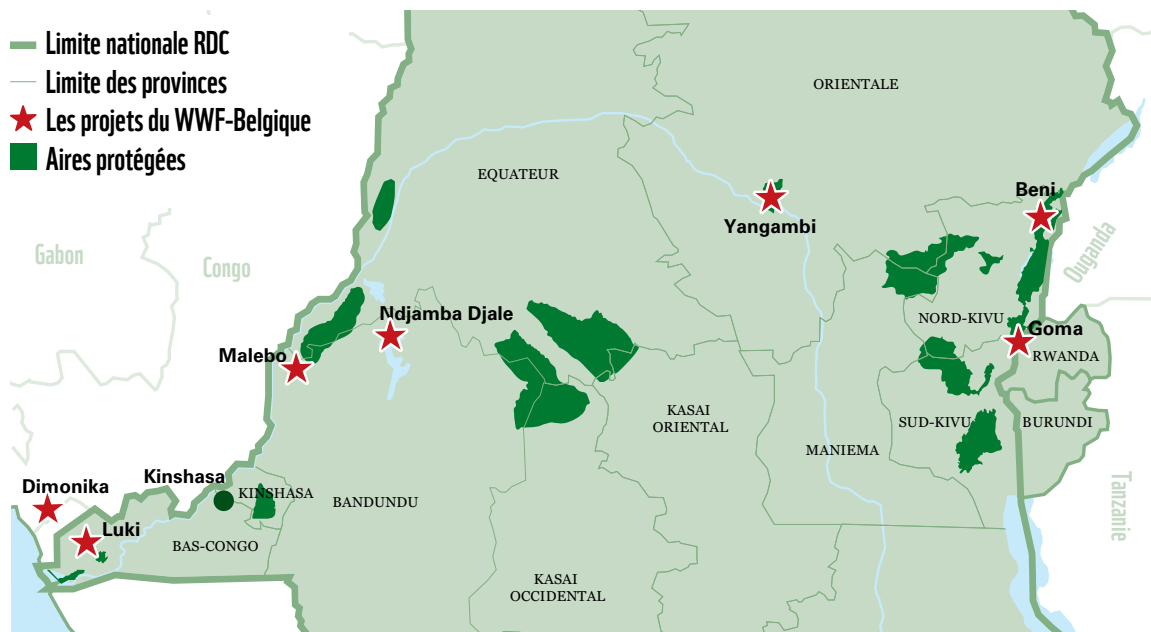 Limite nationale RDC
Limite des provinces
Les projets du WWF-Belgique
Aires protégées
ORIENTALE
EQUATEUR
Beni
Yangambi
Gabon
Congo
Ouganda
Ndjamba Djale
NORD-KIVU
Goma
Malebo
RWANDA
KASAI
ORIENTAL
SUD-KIVU
BURUNDI
MANIEMA
Kinshasa
Dimonika
KINSHASA
BANDUNDU
Tanzanie
Luki
BAS-CONGO
KASAI
OCCIDENTAL